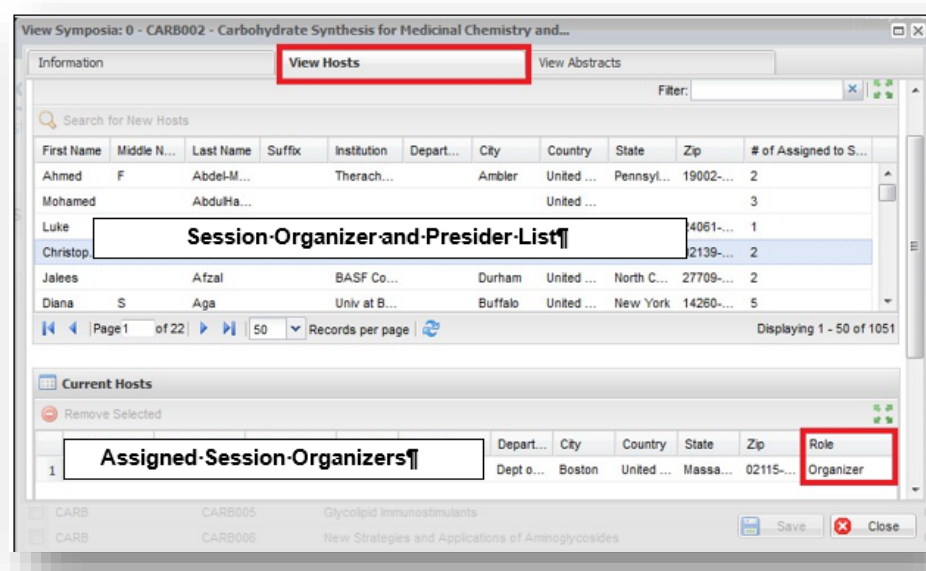 View Symposia: 0 - CARB002 - Carbohydrate Synthesis for Medicinal Chemistry and...
Information View Hosts View Abstracts
Filter:
Search for New Hosts
First Name Middle N... Last Name Suffix Institution Depart... City Country State Zip # of Assigned to S...
Ahmed F Abdel-M... Therach... Ambler United ... Pennsyl... 19002-... 2
Mohamed AbdulHa... United ... 3
Luke 24061-... 1
Session·Organizer·and·Presider·List¶
Christop. 02139-... 2
Jalees Afzal BASF Co... Durham United ... North C... 27709-... 2
Diana S Aga Univ at B... Buffalo United ... New York 14260-... 5
Page 1 of 22 50 Records per page Displaying 1 - 50 of 1051
Current Hosts
Remove Selected
Depart... City Country State Zip Role
Assigned·Session·Organizers¶
1 Dept o... Boston United ... Massa... 02115-... Organizer
CARB CARB005 Glycolipid Immunostimulants
Save Close
CARB CARB006 New Strategies and Applications of Aminoglycosides